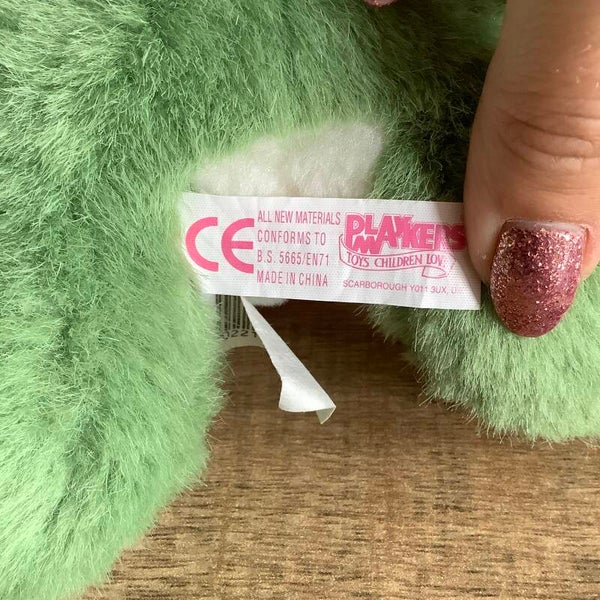 CE
ALL NEW MATERIALS
CONFORMS TO
B.S. 5665/EN71
MADE IN CHINA
PLAYMAKERS
TOYS CHILDREN LOVE
SCARBOROUGH YO11 3UX,